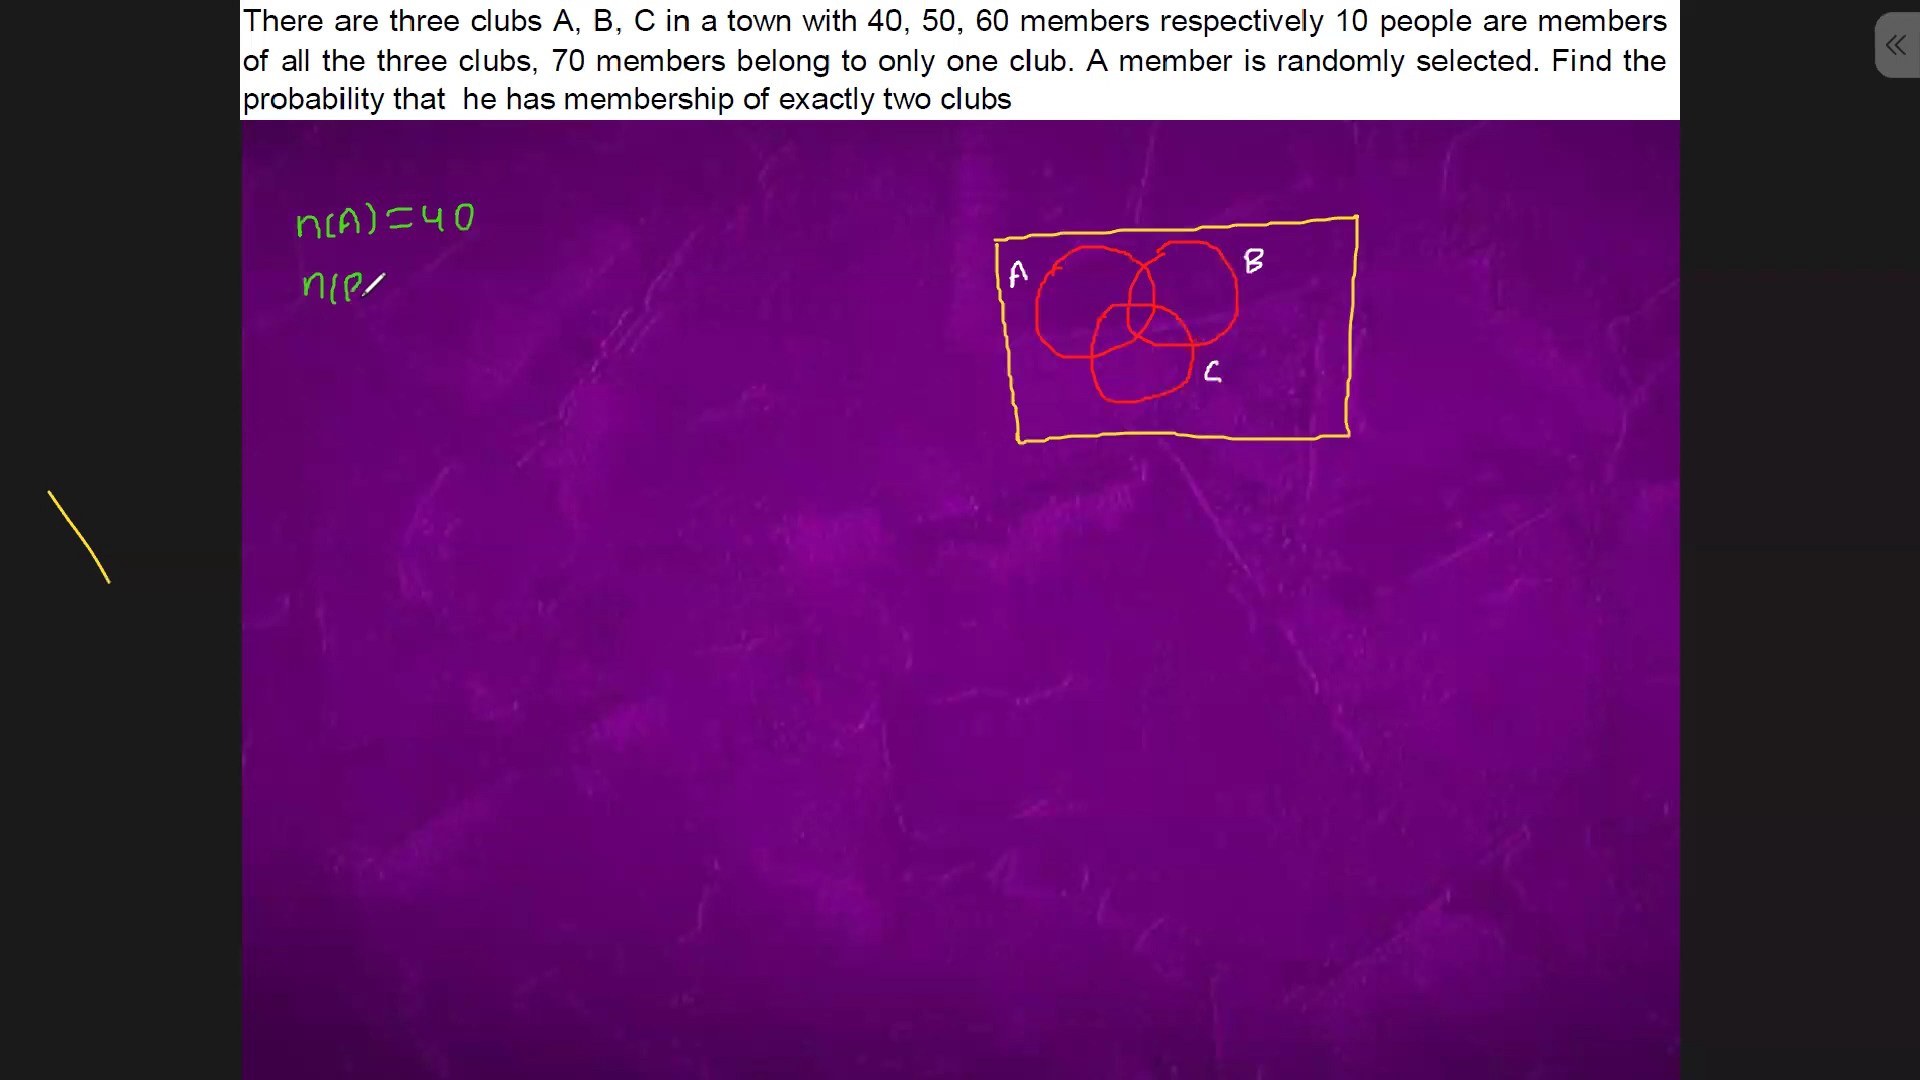 There are three clubs A, B, C in a town with 40, 50, 60 members respectively 10 people are members
of all the three clubs, 70 members belong to only one club. A member is randomly selected. Find the
probability that he has membership of exactly two clubs
n(A) = 40
A
B
n(
C